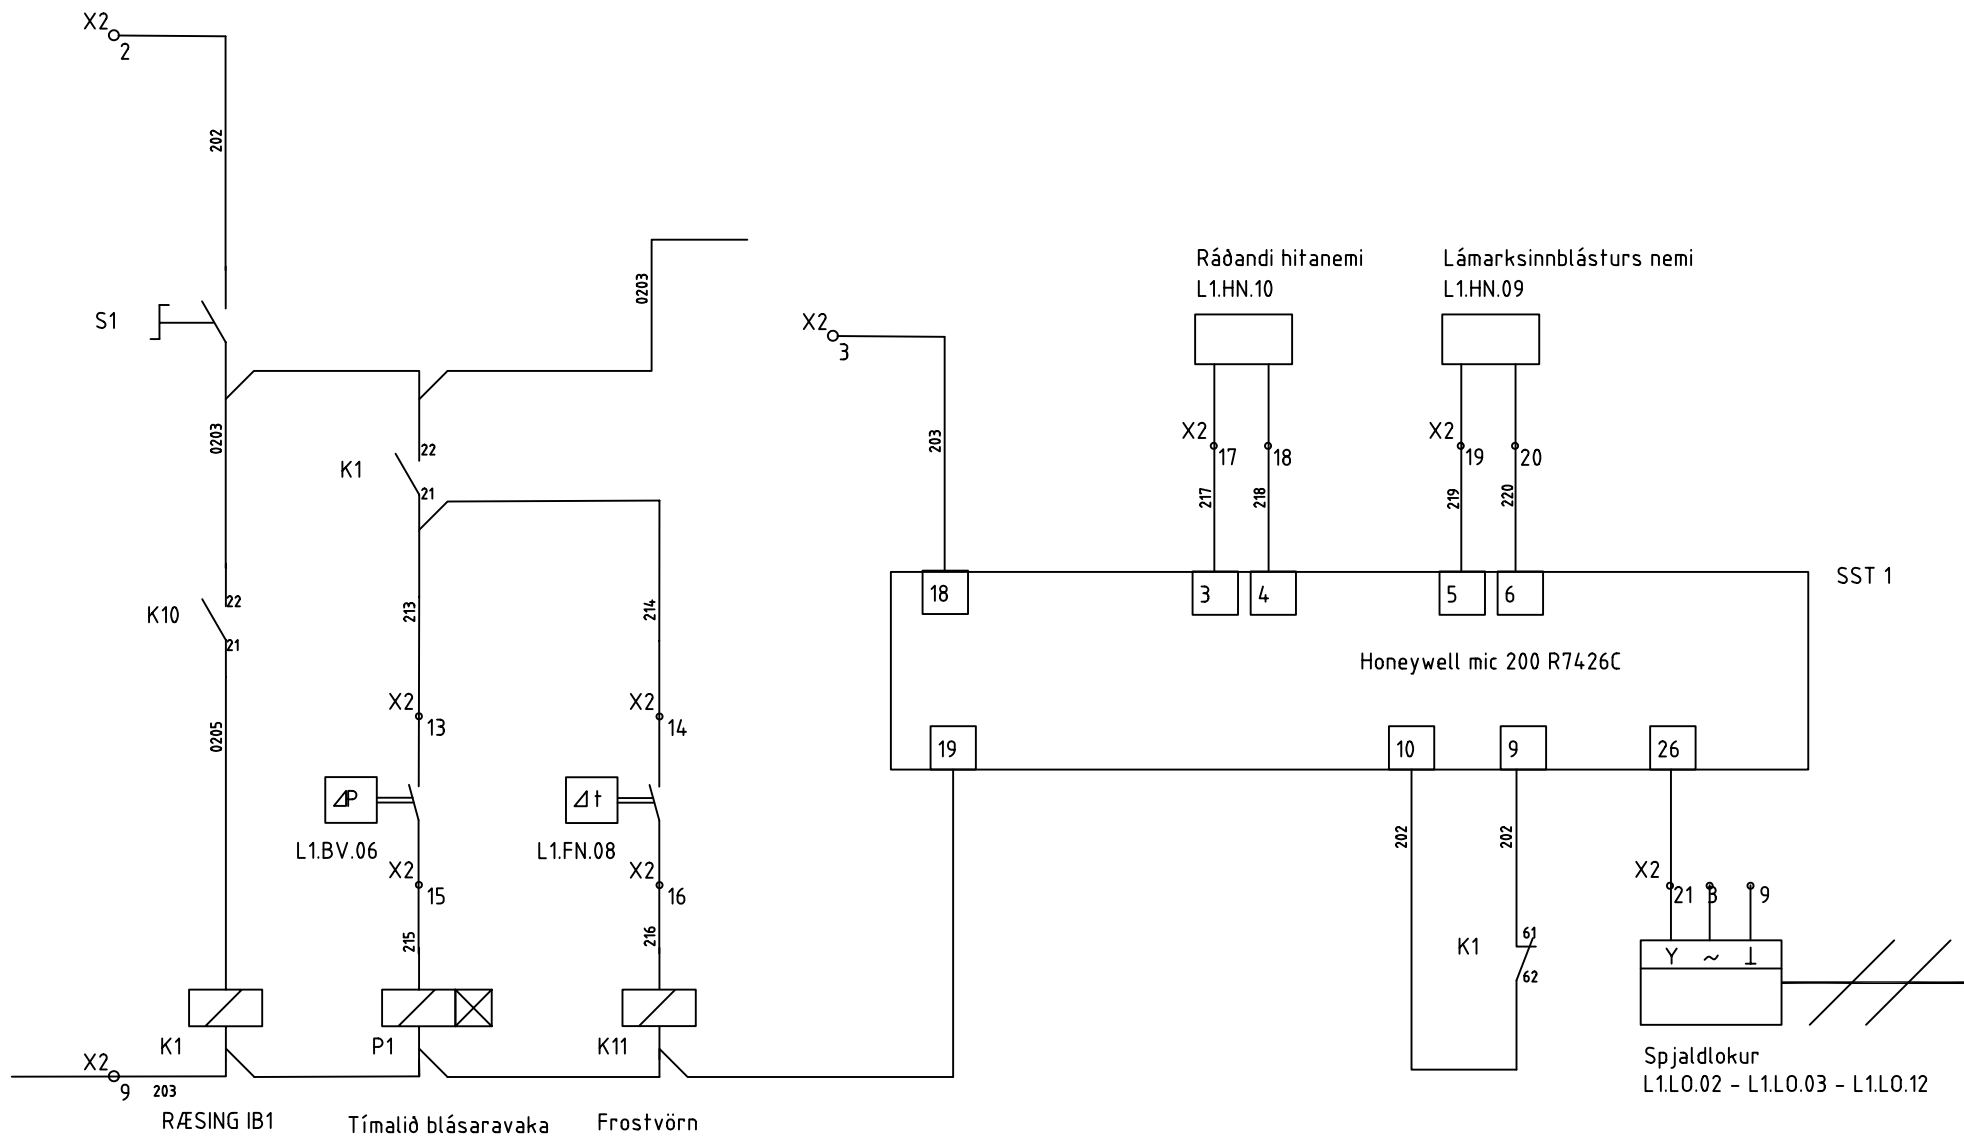 X2
2
202
S1
0203
0203
K1
22
21
K10
22
21
213
214
0205
X2
13
X2
14
ΔP
Δt
L1.BV.06
L1.FN.08
X2
15
X2
16
215
216
K1
P1
K11
X2
9
203
RÆSING IB1
Tímalið blásaravaka
Frostvörn
X2
3
203
Ráðandi hitanemi
L1.HN.10
Lámarksinnblásturs nemi
L1.HN.09
X2
17
18
X2
19
20
217
218
219
220
SST 1
18
3
4
5
6
Honeywell mic 200 R7426C
19
10
9
26
202
202
K1
61
62
X2
21
3
9
Y
~
⊥
Spjaldlokur
L1.LO.02 - L1.LO.03 - L1.LO.12